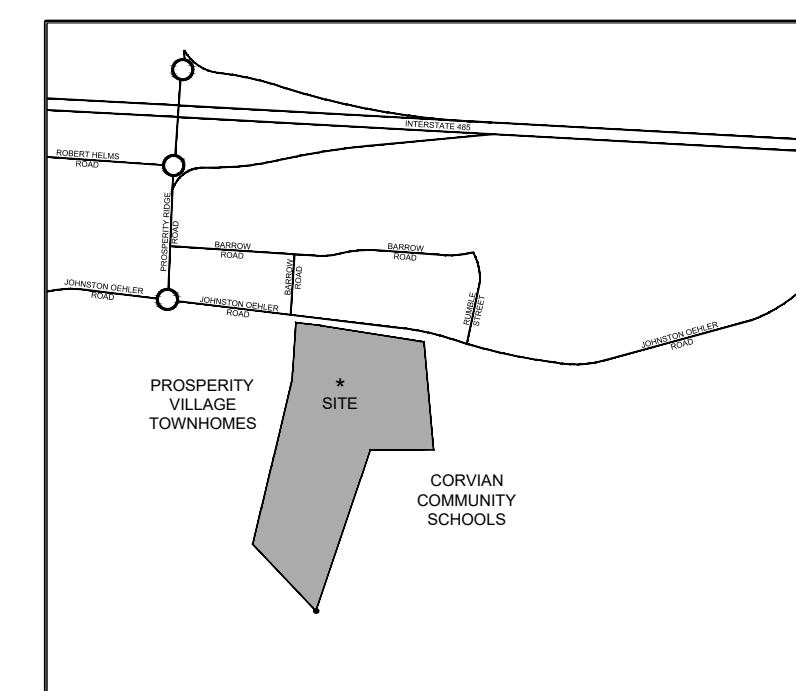 INTERSTATE 485
ROBERT HELMS
ROAD
PROSPERITY RIDGE
ROAD
BARROW
ROAD
BARROW
ROAD
BARROW
ROAD
RUMBLE
STREET
JOHNSTON OEHLER
ROAD
JOHNSTON OEHLER
ROAD
JOHNSTON OEHLER
ROAD
PROSPERITY
VILLAGE
TOWNHOMES
*
SITE
CORVIAN
COMMUNITY
SCHOOLS